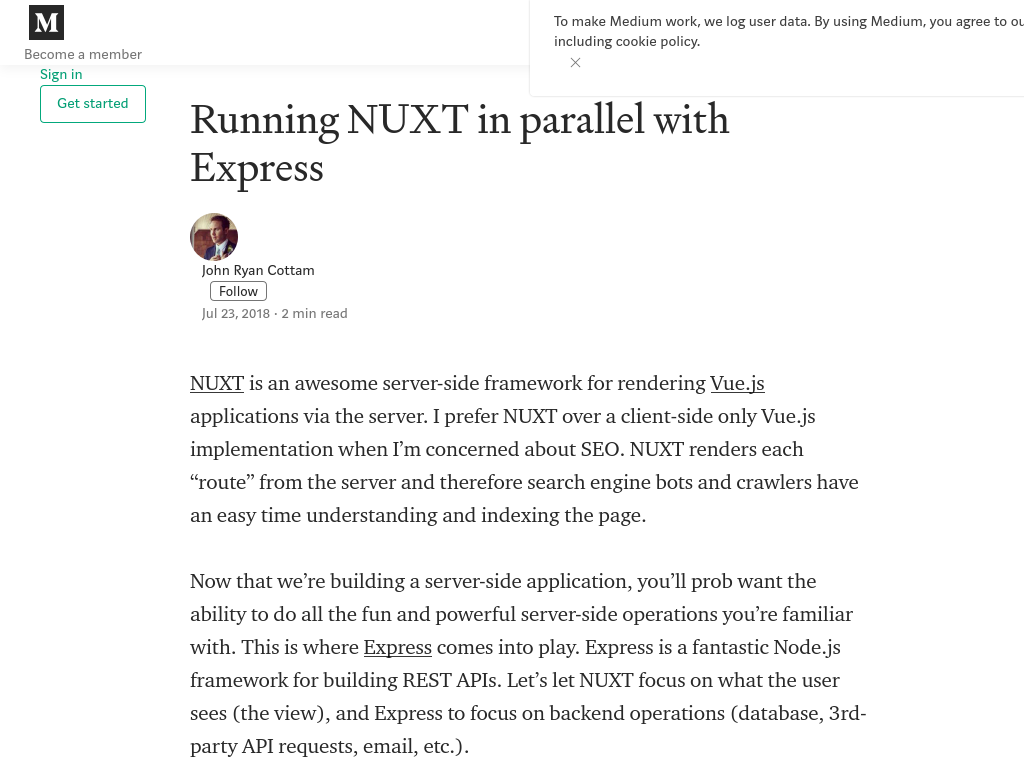 M
Become a member
Sign in
Get started
To make Medium work, we log user data. By using Medium, you agree to
including cookie policy.
Running NUXT in parallel with
Express
John Ryan Cottam
Follow
Jul 23, 2018 · 2 min read
NUXT is an awesome server-side framework for rendering Vue.js
applications via the server. I prefer NUXT over a client-side only Vue.js
implementation when I’m concerned about SEO. NUXT renders each
“route” from the server and therefore search engine bots and crawlers have
an easy time understanding and indexing the page.
Now that we’re building a server-side application, you’ll prob want the
ability to do all the fun and powerful server-side operations you’re familiar
with. This is where Express comes into play. Express is a fantastic Node.js
framework for building REST APIs. Let’s let NUXT focus on what the user
sees (the view), and Express to focus on backend operations (database, 3rd-
party API requests, email, etc.).